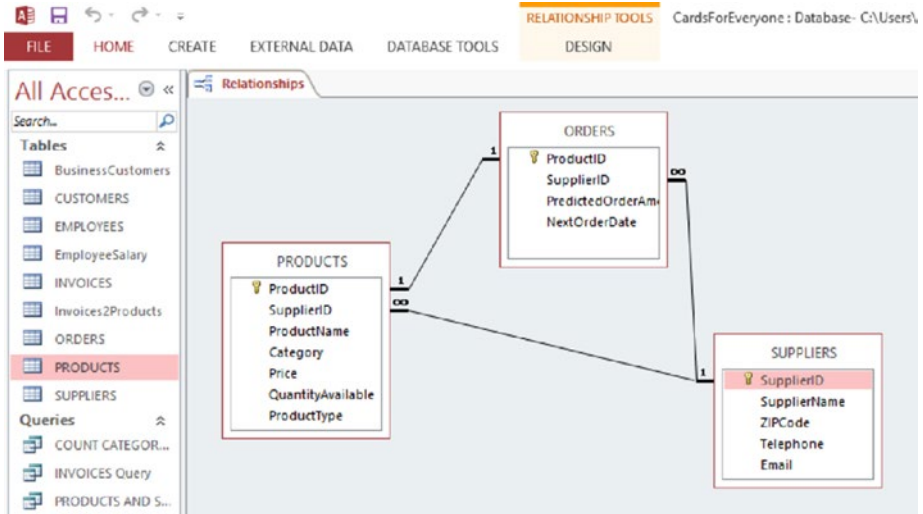 RELATIONSHIP TOOLS
CardsForEveryone : Database- C:\Users\
FILE HOME CREATE EXTERNAL DATA DATABASE TOOLS DESIGN
All Acces...
Search...
Tables
BusinessCustomers
CUSTOMERS
EMPLOYEES
EmployeeSalary
INVOICES
Invoices2Products
ORDERS
PRODUCTS
SUPPLIERS
Queries
COUNT CATEGOR...
INVOICES Query
PRODUCTS AND S...
Relationships
ORDERS
1
ProductID
SupplierID
∞
PredictedOrderAm
NextOrderDate
PRODUCTS
ProductID
1
SupplierID
∞
ProductName
Category
Price
QuantityAvailable
ProductType
SUPPLIERS
1
SupplierID
SupplierName
ZIPCode
Telephone
Email